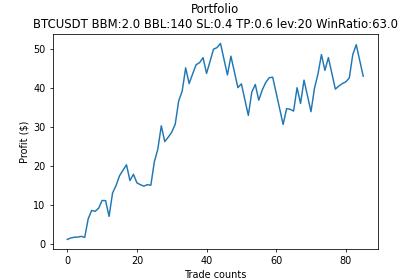 Portfolio
BTCUSDT BBM:2.0 BBL:140 SL:0.4 TP:0.6 lev:20 WinRatio:63.0
50
40
30
20
10
0
Profit ($)
0
20
40
60
80
Trade counts